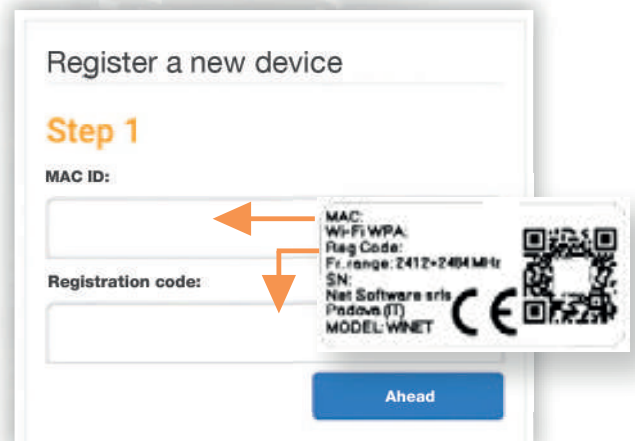 Register a new device
Step 1
MAC ID:
MAC:
Wi-Fi WPA:
Reg Code:
Fr. range: 2412÷2484 MHz
SN:
Net Software srls
Padova (IT)
MODEL: WiNET
CE
Registration code:
Ahead